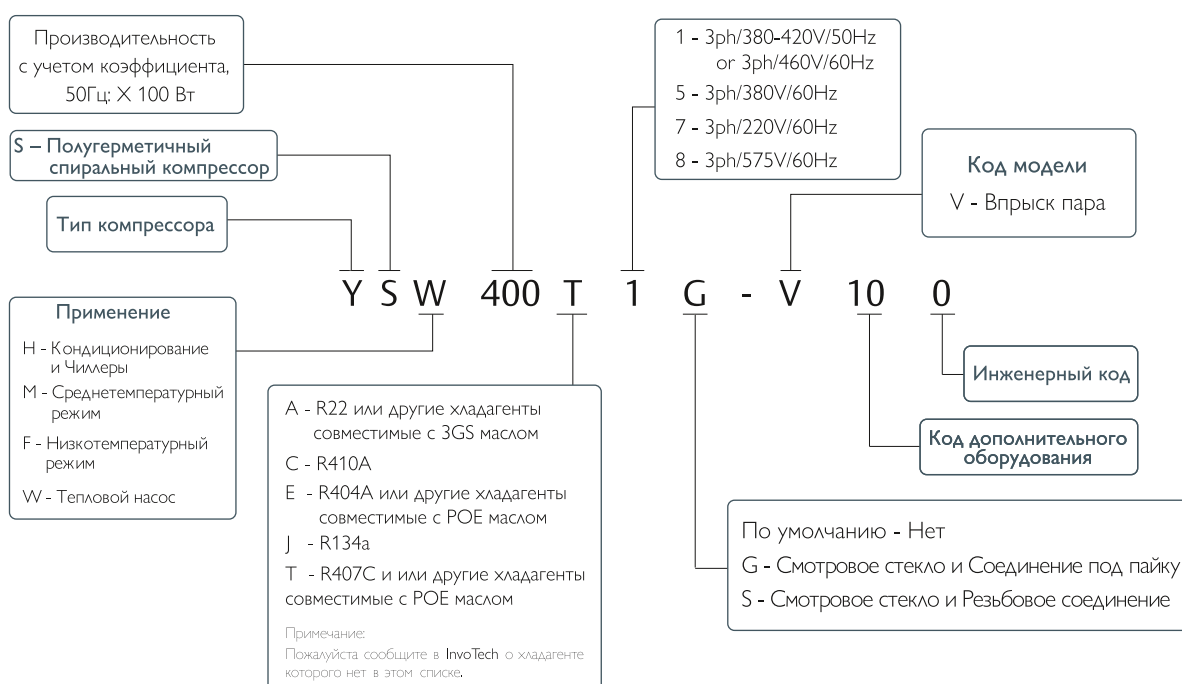 Производительность
с учетом коэффициента,
50Гц: X 100 Вт
S – Полугерметичный
спиральный компрессор
Тип компрессора
1 - 3ph/380-420V/50Hz
or 3ph/460V/60Hz
5 - 3ph/380V/60Hz
7 - 3ph/220V/60Hz
8 - 3ph/575V/60Hz
Код модели
V - Впрыск пара
Y S W 400 T 1 G - V 10 0
Применение
H - Кондиционирование
и Чиллеры
M - Среднетемпературный
режим
F - Низкотемпературный
режим
W - Тепловой насос
A - R22 или другие хладагенты
совместимые с 3GS маслом
C - R410A
E - R404A или другие хладагенты
совместимые с POE маслом
J - R134a
T - R407C и или другие хладагенты
совместимые с POE маслом
Примечание:
Пожалуйста сообщите в InvoTech о хладагенте
которого нет в этом списке.
Инженерный код
Код дополнительного
оборудования
По умолчанию - Нет
G - Смотровое стекло и Соединение под пайку
S - Смотровое стекло и Резьбовое соединение